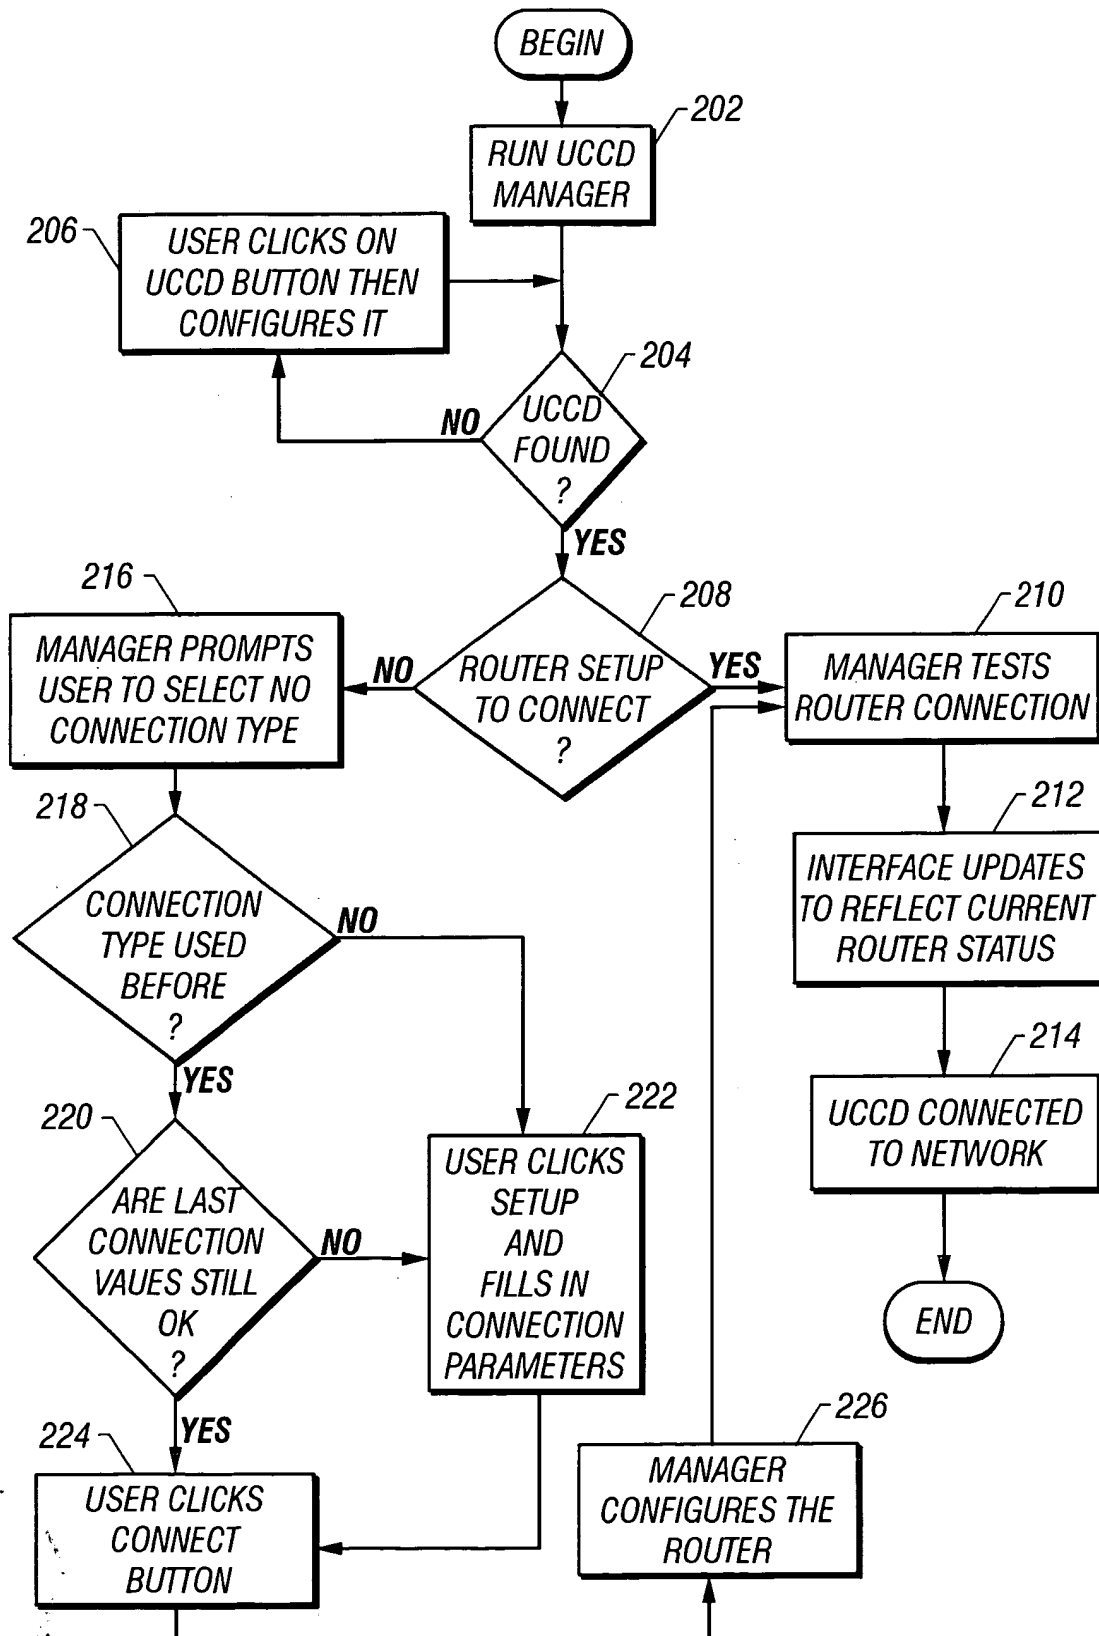 BEGIN
202
RUN UCCD
MANAGER
206
USER CLICKS ON
UCCD BUTTON THEN
CONFIGURES IT
204
UCCD
FOUND
?
NO
YES
208
ROUTER SETUP
TO CONNECT
?
NO
YES
216
MANAGER PROMPTS
USER TO SELECT NO
CONNECTION TYPE
210
MANAGER TESTS
ROUTER CONNECTION
218
CONNECTION
TYPE USED
BEFORE
?
NO
YES
212
INTERFACE UPDATES
TO REFLECT CURRENT
ROUTER STATUS
214
UCCD CONNECTED
TO NETWORK
END
220
ARE LAST
CONNECTION
VAUES STILL
OK
?
NO
YES
222
USER CLICKS
SETUP
AND
FILLS IN
CONNECTION
PARAMETERS
224
USER CLICKS
CONNECT
BUTTON
226
MANAGER
CONFIGURES THE
ROUTER